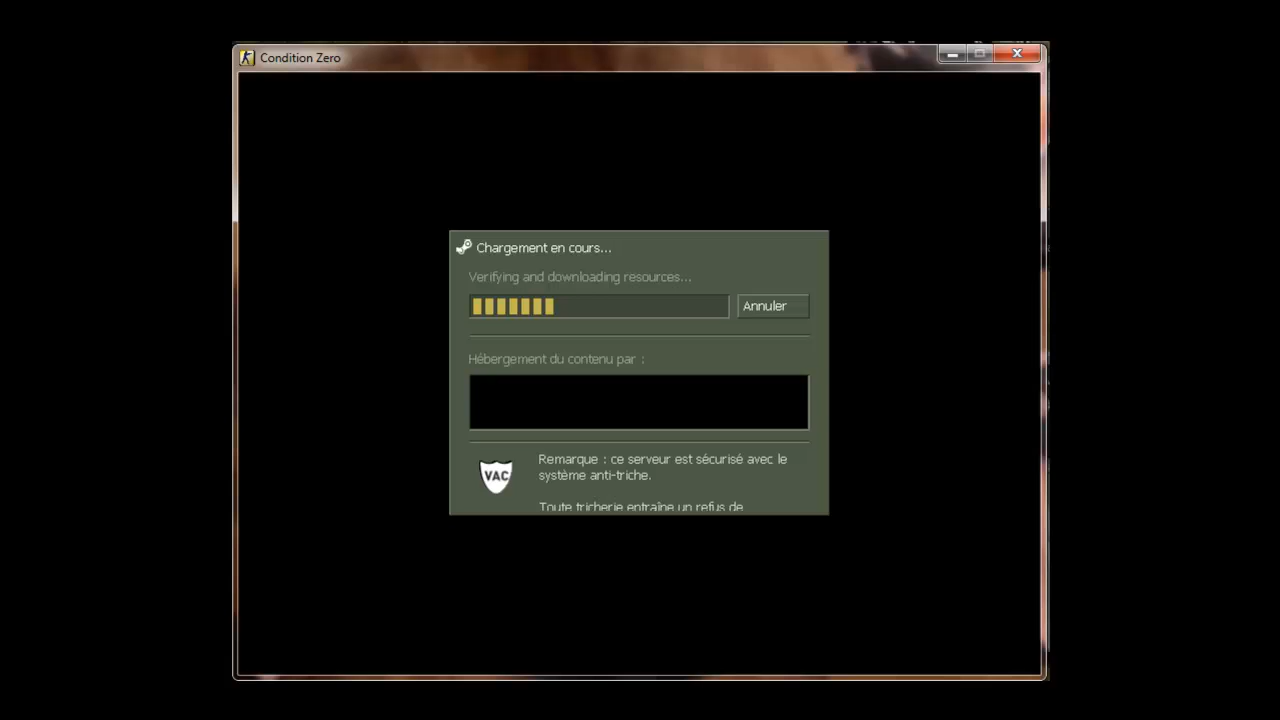 Condition Zero
Chargement en cours...
Verifying and downloading resources...
Annuler
Hébergement du contenu par :
VAC
Remarque : ce serveur est sécurisé avec le
système anti-triche.
Toute tricherie entraîne un refus de